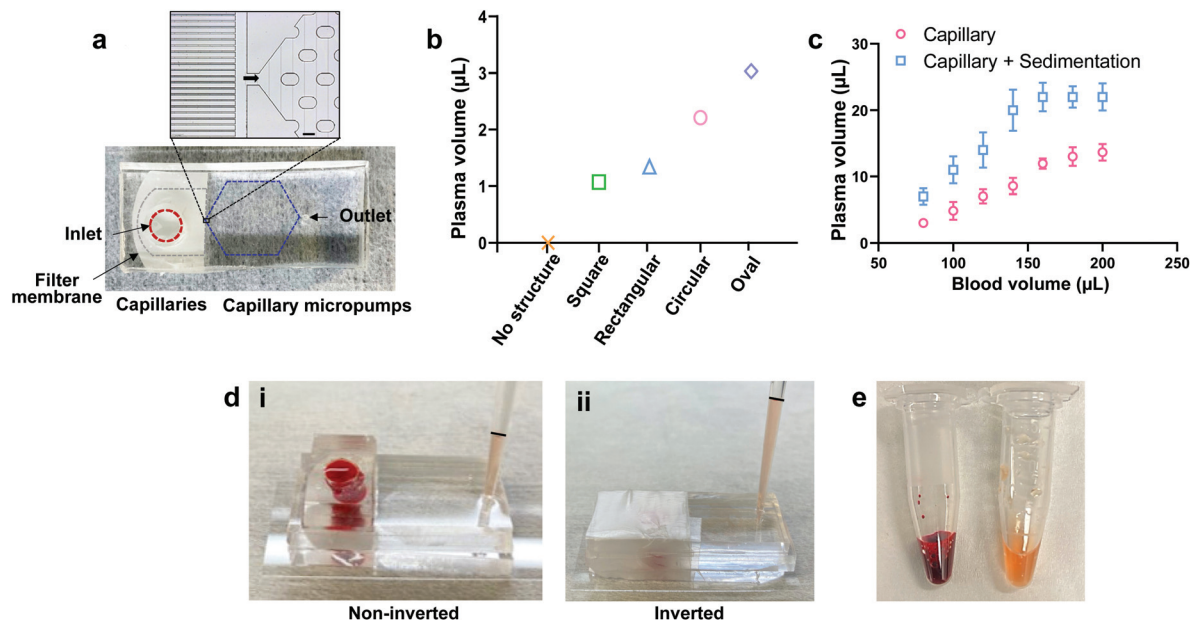 a
Inlet
Outlet
Filter
membrane
Capillaries
Capillary micropumps
b
Plasma volume (μL)
4
3
2
1
0
No structure
Square
Rectangular
Circular
Oval
c
Capillary
Capillary + Sedimentation
Plasma volume (μL)
30
20
10
0
50
100
150
200
250
Blood volume (μL)
d
i
Non-inverted
ii
Inverted
e